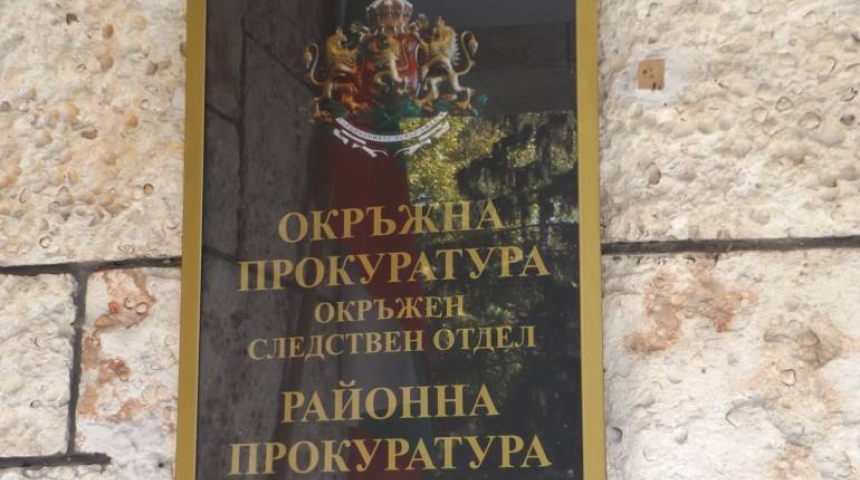 ОКРЪЖНА
ПРОКУРАТУРА
ОКРЪЖЕН
СЛЕДСТВЕН ОТДЕЛ
РАЙОННА
ПРОКУРАТУРА